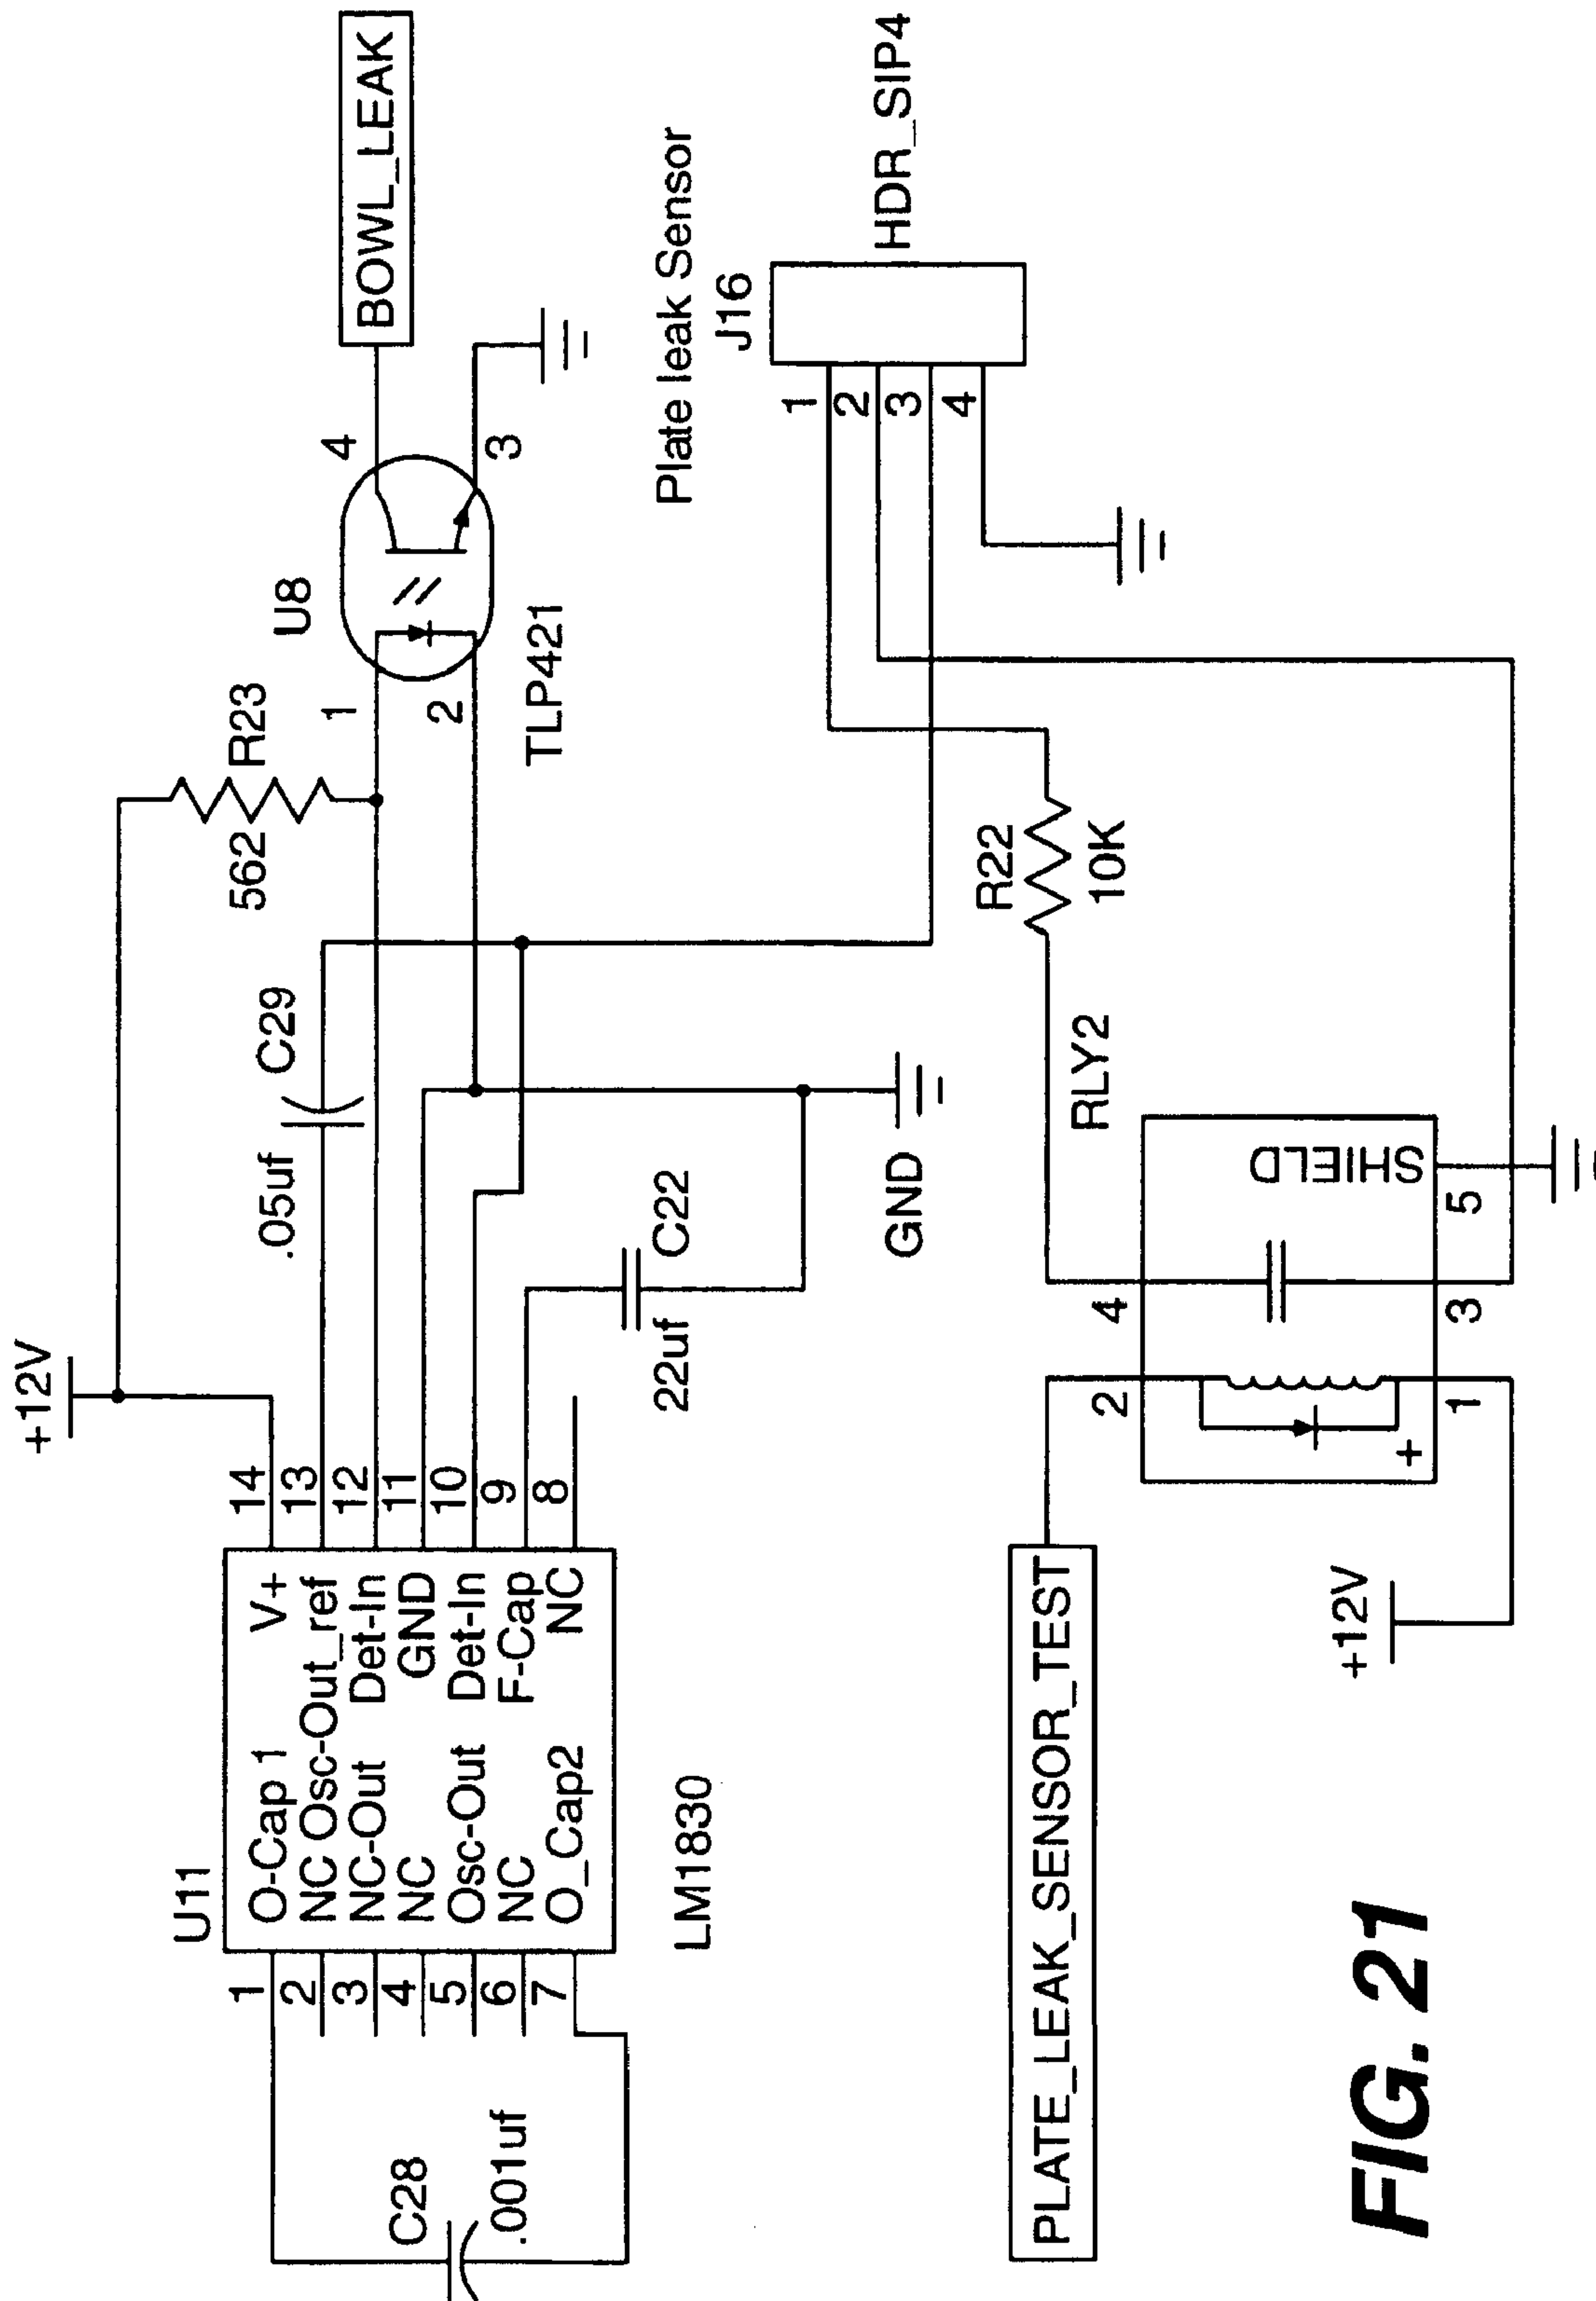 +12V
U11
O-Cap 1 V+
NC Osc-Out_ref
NC-Out Det-In
NC GND
Osc-Out Det-In
NC F-Cap
O_Cap2 NC
1
2
3
4
5
6
7
14
13
12
11
10
9
8
LM1830
C28
.001uf
.05uf
C29
562
R23
22uf
C22
GND
U8
1
2
4
3
TLP421
BOWL_LEAK
Plate leak Sensor
J16
1
2
3
4
HDR_SIP4
R22
10K
RLY2
PLATE_LEAK_SENSOR_TEST
2
4
SHIELD
+
1
3
5
+12V
FIG. 21